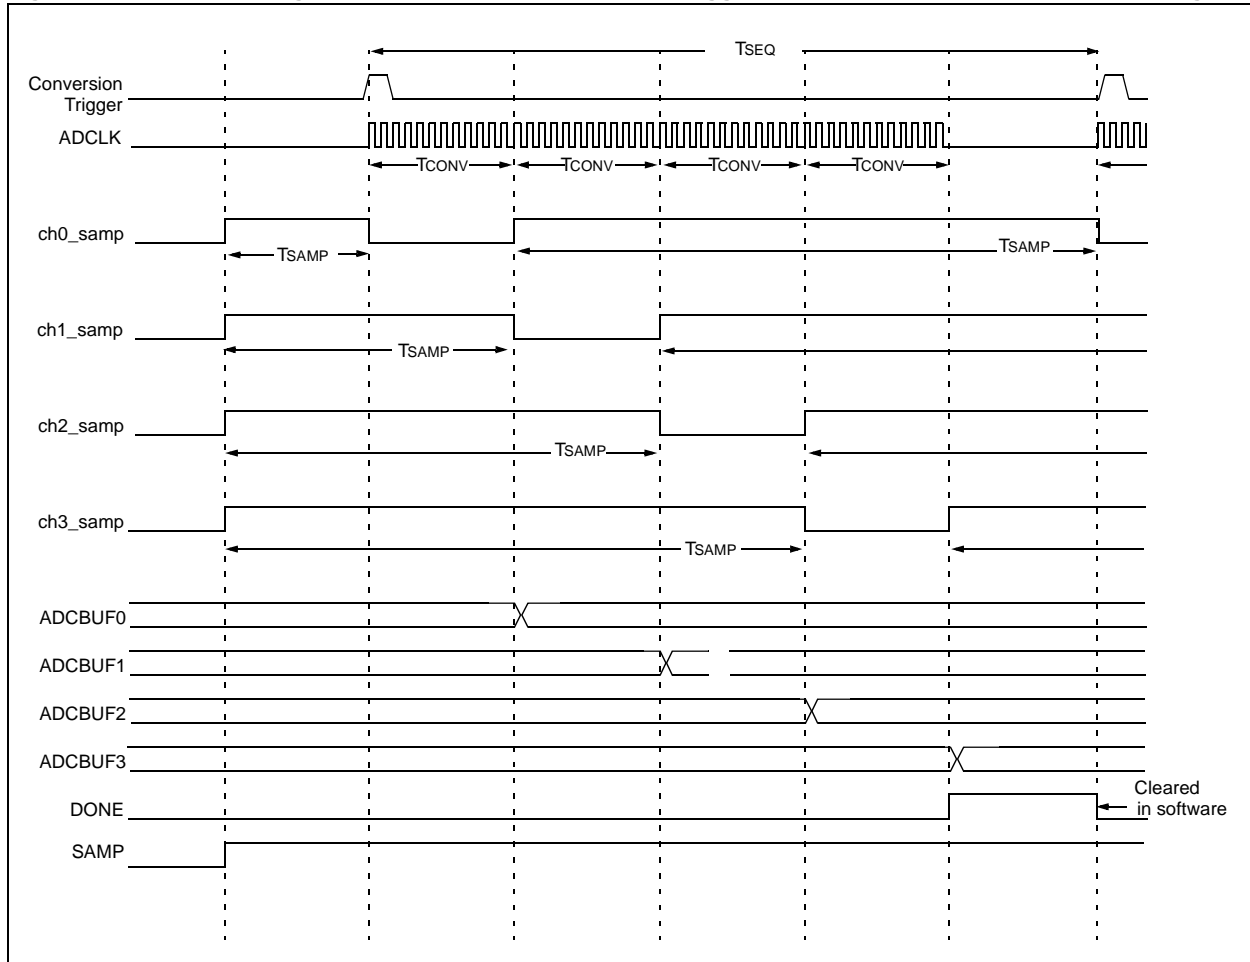 TSEQ
Conversion
Trigger
ADCLK
TCONV TCONV TCONV TCONV
ch0_samp
TSAMP TSAMP
ch1_samp
TSAMP
ch2_samp
TSAMP
ch3_samp
TSAMP
ADCBUF0
ADCBUF1
ADCBUF2
ADCBUF3
Cleared
DONE in software
SAMP